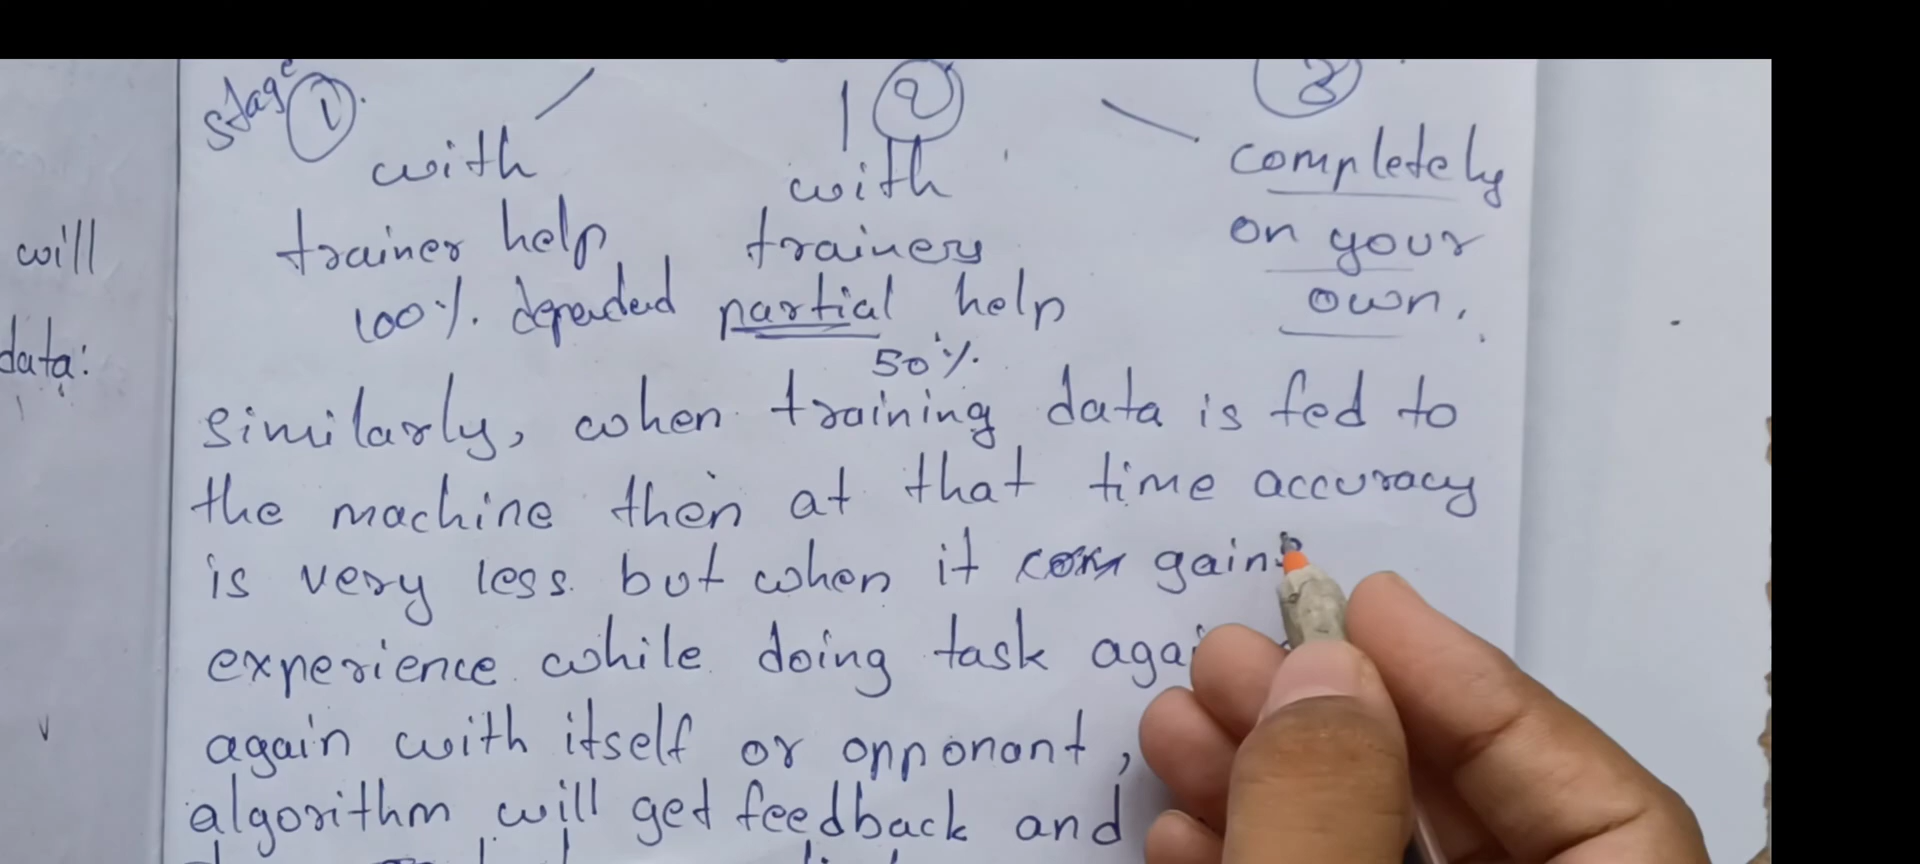 stage 1 2 3
with with completely
trainer help trainers on your
100% depended partial help own.
50%
will
data:
similarly, when training data is fed to
the machine then at that time accuracy
is very less but when it gain
experience while doing task
again with itself or opponont,
algorithm will get feedback and